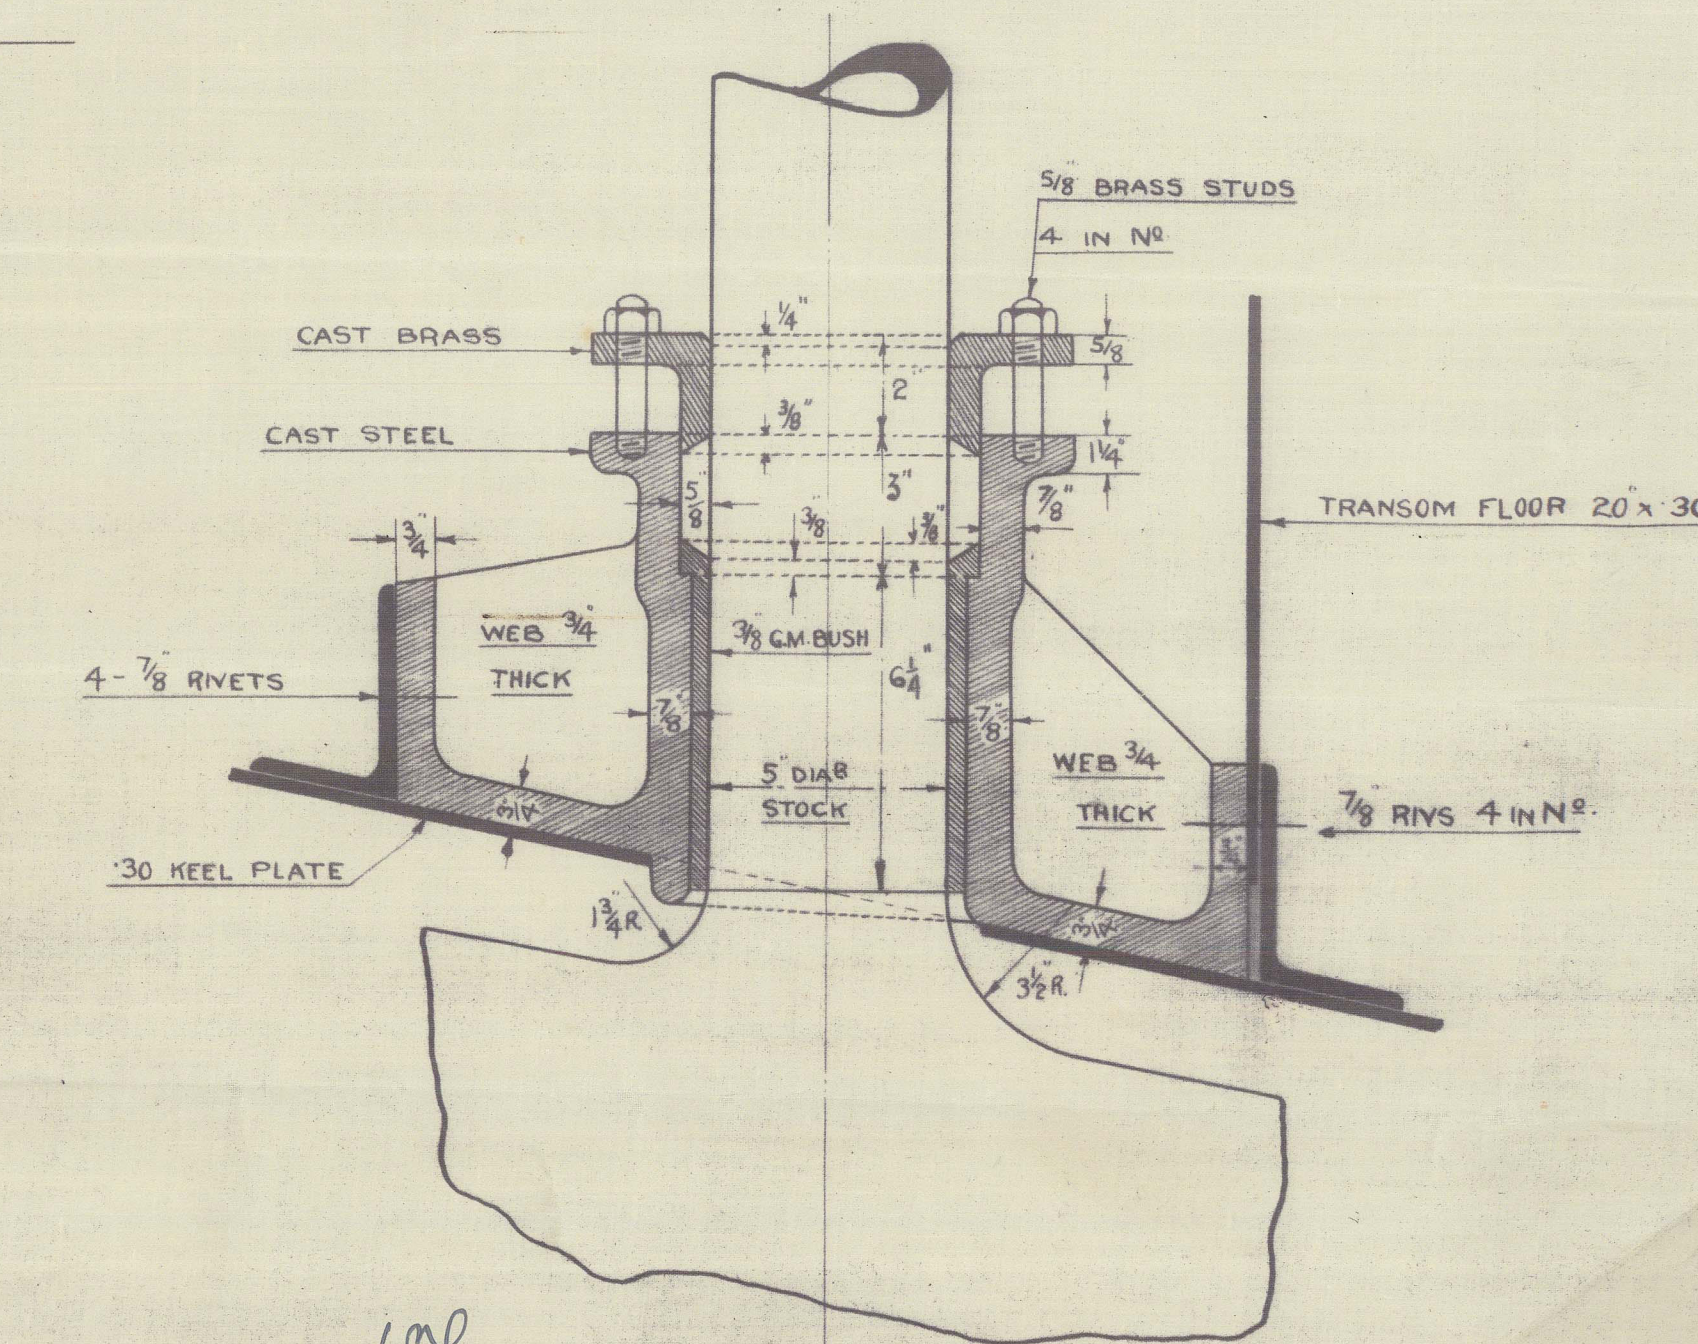 5/8" BRASS STUDS
4 IN Nº
1/4"
CAST BRASS
5/8
2"
3/8"
CAST STEEL
1 1/4"
5/8"
3"
7/8"
TRANSOM FLOOR 20" x ·30
3/4"
3/8
3/8"
WEB 3/4"
THICK
3/8" G.M. BUSH
6 1/4"
4 - 7/8" RIVETS
7/8"
7/8"
5" DIAR
STOCK
WEB 3/4
THICK
3/4
7/8" RIVS 4 IN Nº.
·30 KEEL PLATE
1 3/4" R.
3/4
3 1/2" R.